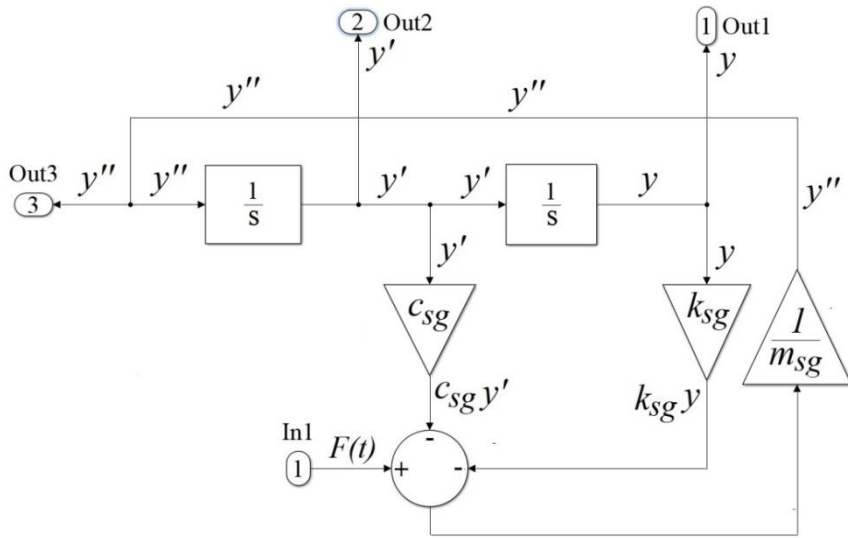 2 Out2
1 Out1
y′
y
y″
y″
Out3
3
y″
y″
1
s
y′
y′
1
s
y
y″
y′
y
c_sg
k_sg
1
m_sg
c_sg y′
k_sg y
In1
1
F(t)
+
-
-